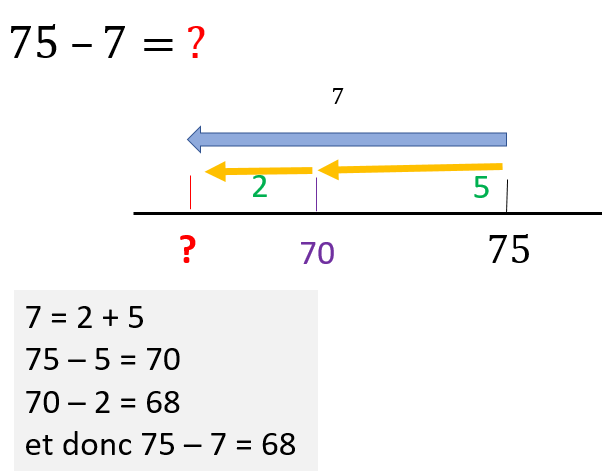 75 – 7 = ?
7
2 5
? 70 75
7 = 2 + 5
75 – 5 = 70
70 – 2 = 68
et donc 75 – 7 = 68